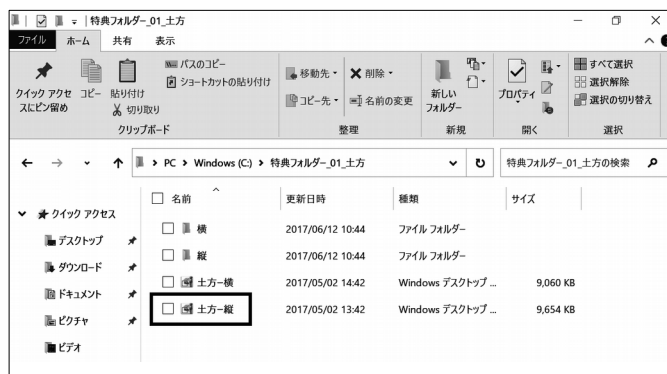 特典フォルダー_01_土方
ファイル ホーム 共有 表示
クイック アクセスにピン留め
コピー
貼り付け
パスのコピー
ショートカットの貼り付け
切り取り
クリップボード
移動先
コピー先
削除
名前の変更
整理
新しいフォルダー
新規
プロパティ
開く
すべて選択
選択解除
選択の切り替え
選択
PC > Windows (C:) > 特典フォルダー_01_土方
特典フォルダー_01_土方の検索
名前 更新日時 種類 サイズ
クイック アクセス
デスクトップ
ダウンロード
ドキュメント
ピクチャ
ビデオ
横 2017/06/12 10:44 ファイル フォルダー
縦 2017/06/12 10:44 ファイル フォルダー
土方-横 2017/05/02 14:42 Windows デスクトップ ... 9,060 KB
土方-縦 2017/05/02 13:42 Windows デスクトップ ... 9,654 KB